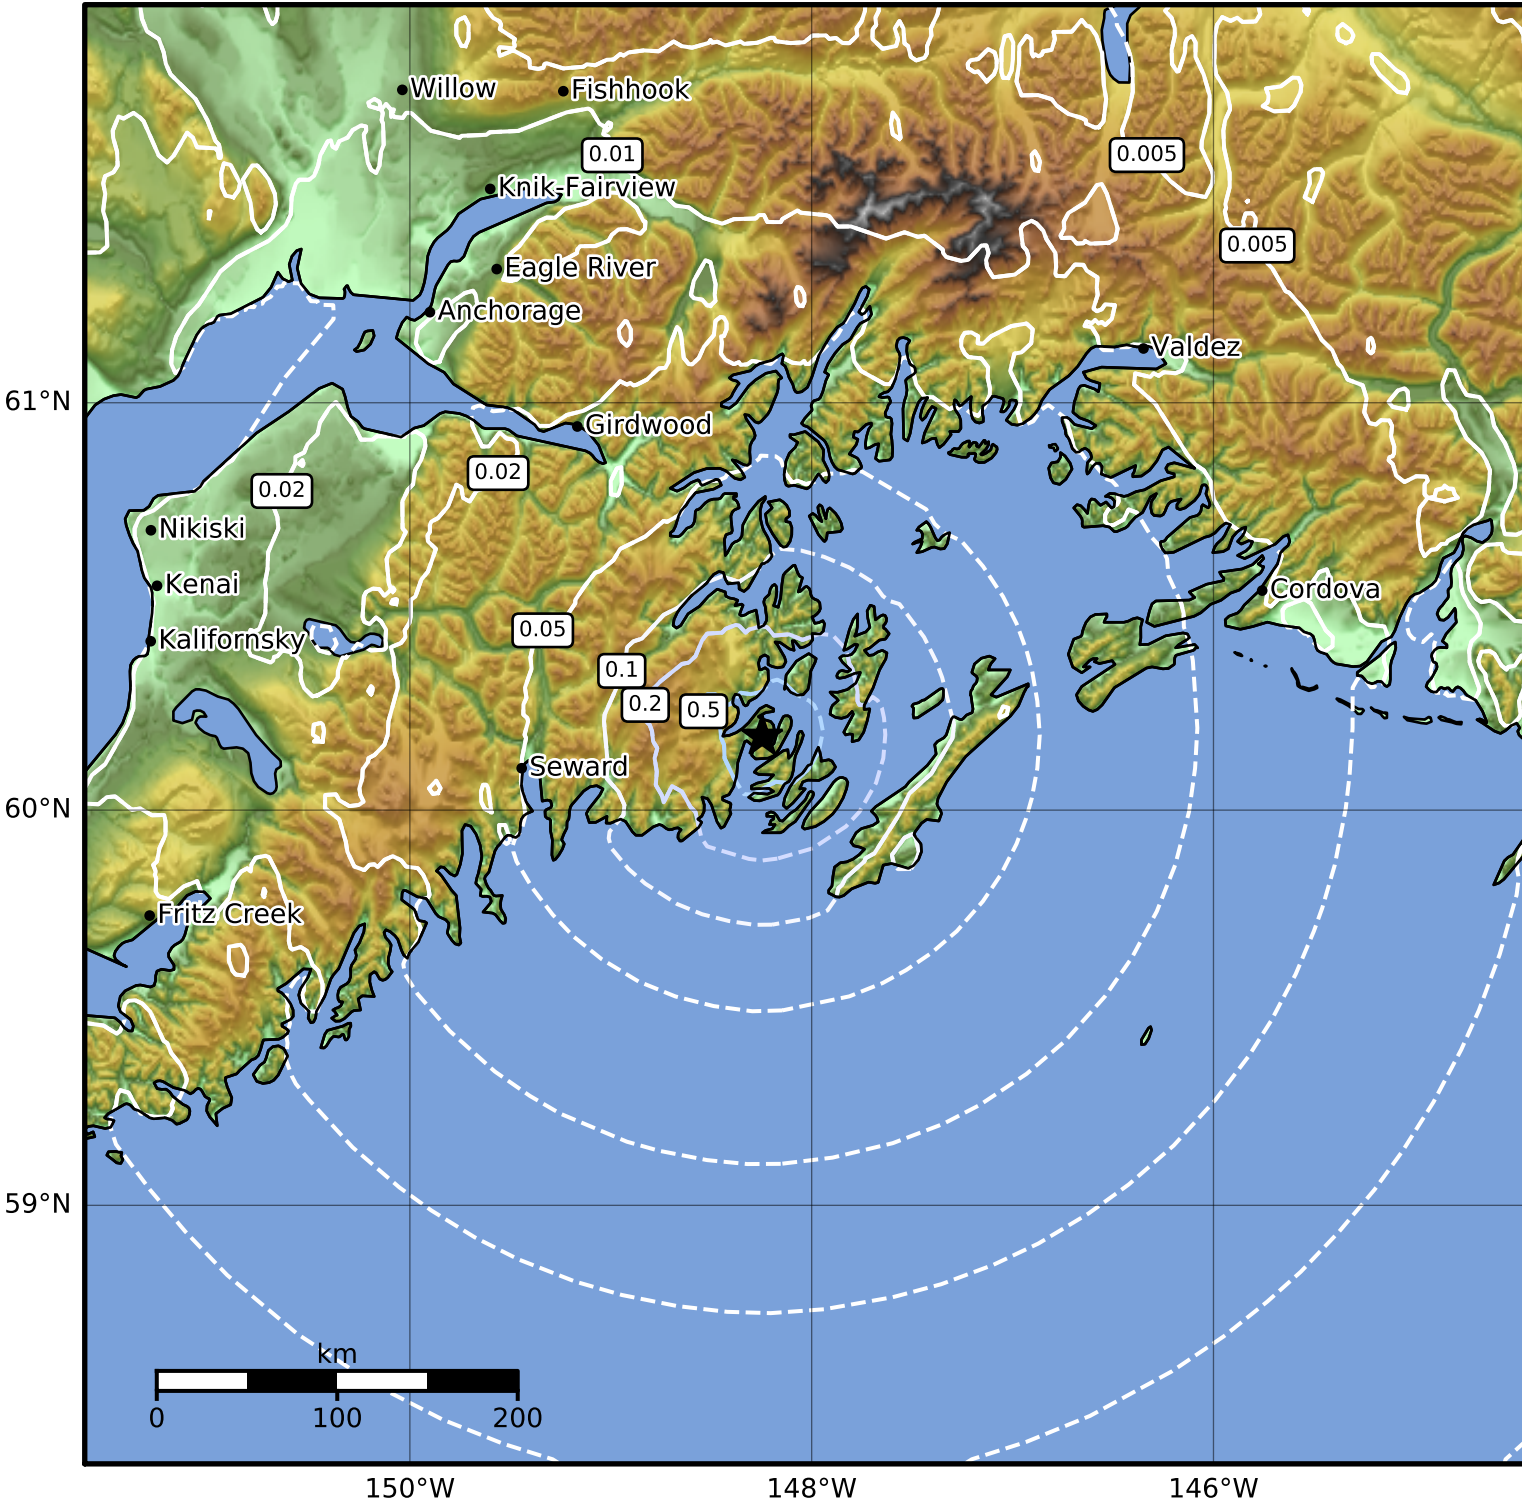 Willow
Fishhook
0.01
0.005
Knik-Fairview
0.005
Eagle River
Anchorage
Valdez
61°N
Girdwood
0.02
0.02
Nikiski
Kenai
Cordova
0.05
Kalifornsky
0.1
0.2
0.5
Seward
60°N
Fritz Creek
59°N
km
0
100
200
150°W
148°W
146°W